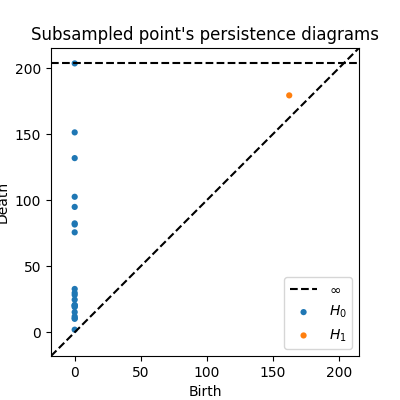 Subsampled point's persistence diagrams
200
150
100
50
0
Death
0 50 100 150 200
Birth
∞
H₀
H₁